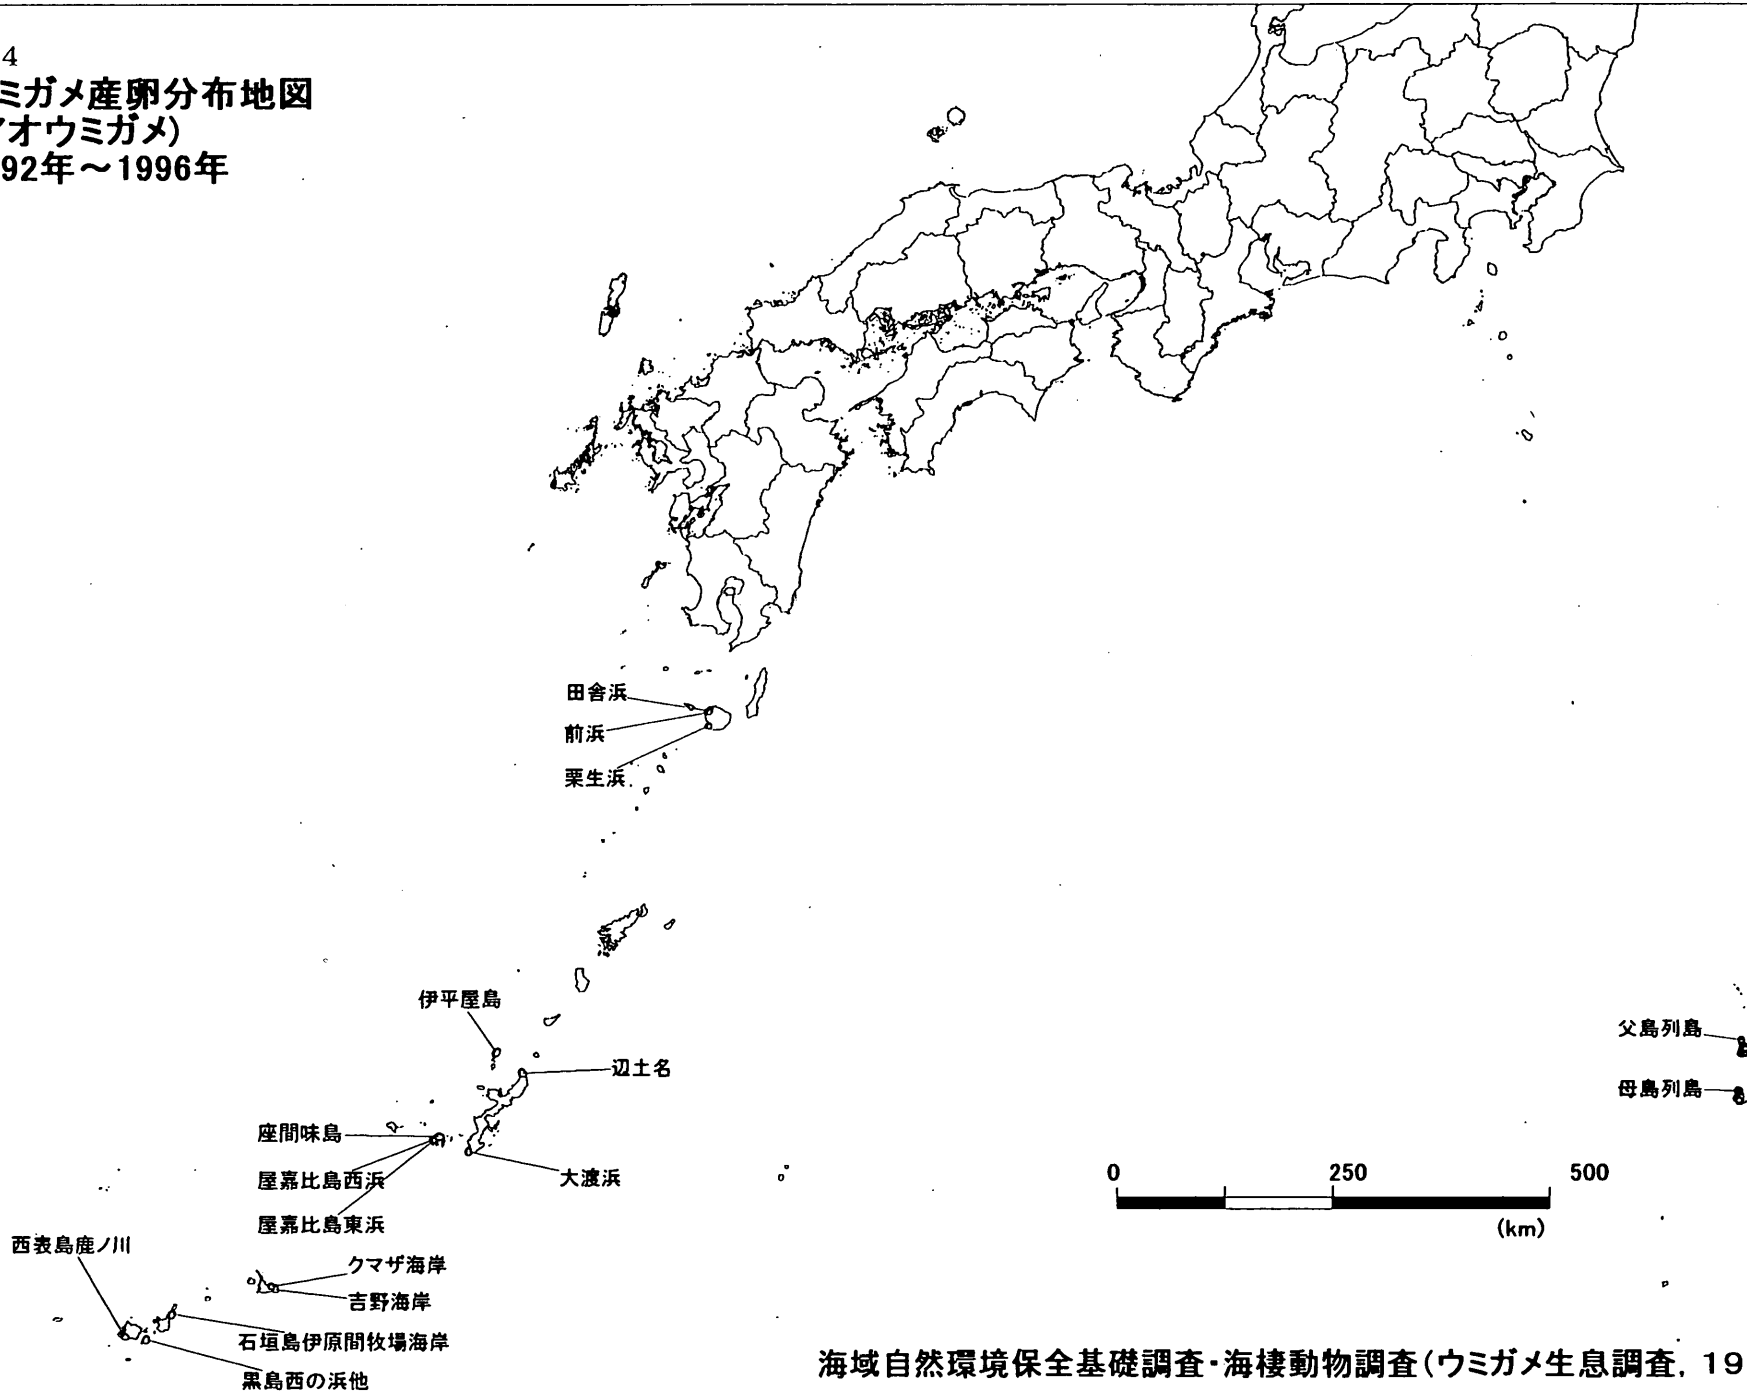 4
ミガメ産卵分布地図
アオウミガメ)
92年～1996年
田舎浜
前浜
栗生浜
伊平屋島
辺土名
父島列島
母島列島
座間味島
屋嘉比島西浜
大渡浜
屋嘉比島東浜
0 250 500
(km)
西表島鹿ノ川
クマザ海岸
吉野海岸
石垣島伊原間牧場海岸
黒島西の浜他
海域自然環境保全基礎調査・海棲動物調査(ウミガメ生息調査, 19